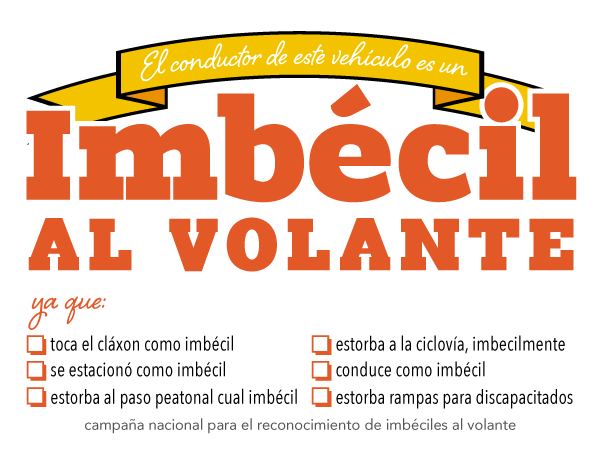 El conductor de este vehículo es un
Imbécil
AL VOLANTE
ya que:
toca el cláxon como imbécil
se estacionó como imbécil
estorba al paso peatonal cual imbécil
estorba a la ciclovía, imbecilmente
conduce como imbécil
estorba rampas para discapacitados
campaña nacional para el reconocimiento de imbéciles al volante